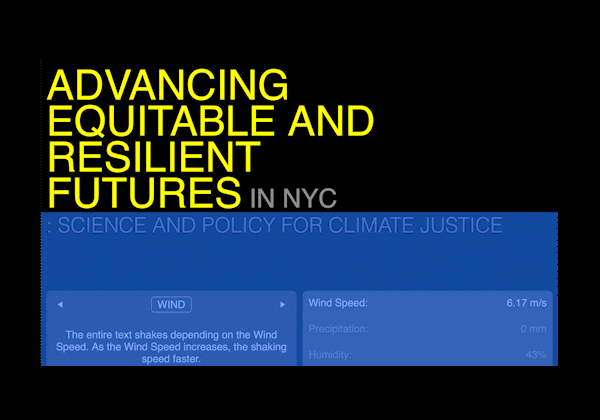 ADVANCING
EQUITABLE AND
RESILIENT
FUTURES IN NYC
: SCIENCE AND POLICY FOR CLIMATE JUSTICE
WIND
The entire text shakes depending on the Wind
Speed. As the Wind Speed increases, the shaking
speed faster.
Wind Speed: 6.17 m/s
Precipitation: 0 mm
Humidity: 43%